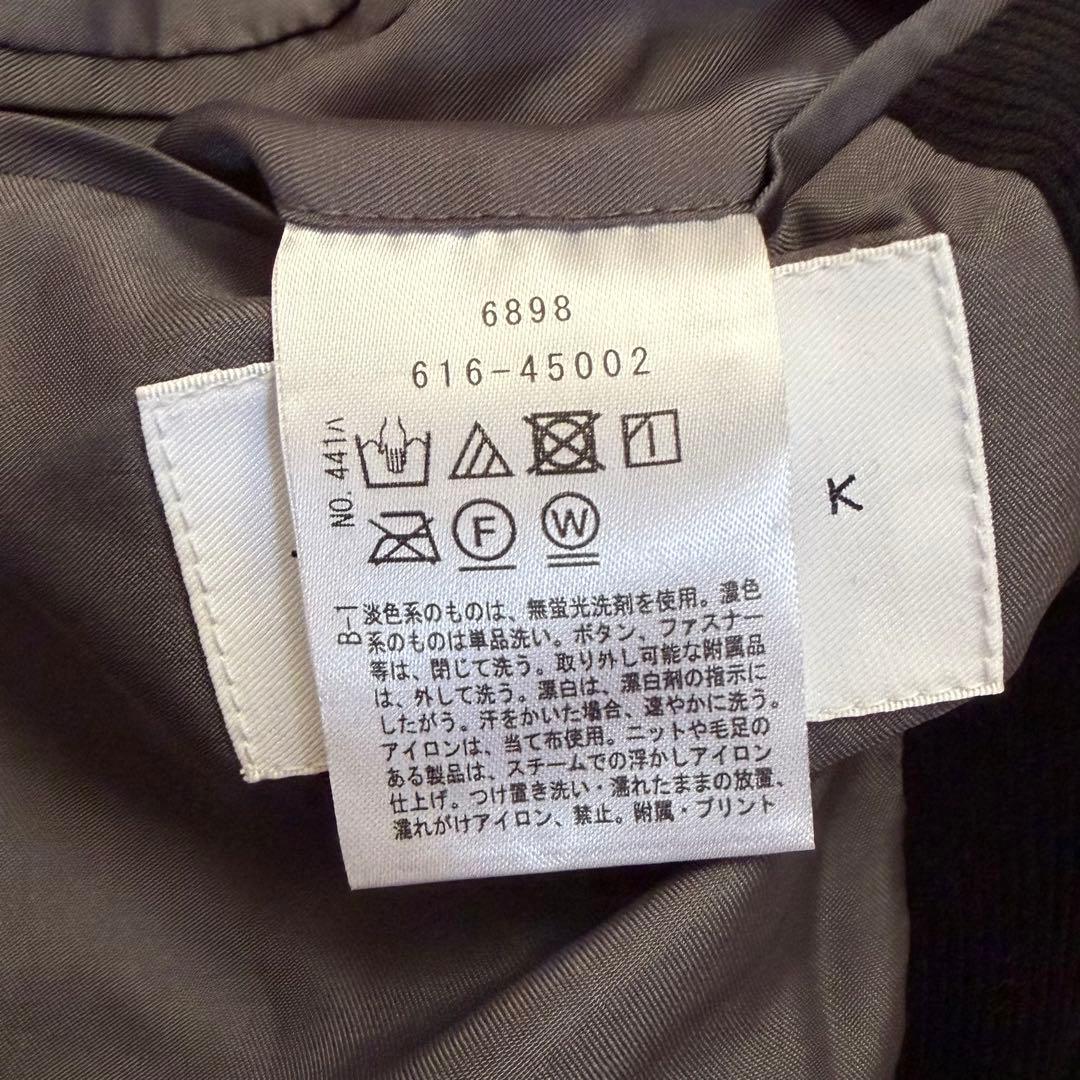 6898
616-45002
NO. 441ハ
F
W
B-1
淡色系のものは、無蛍光洗剤を使用。濃色
系のものは単品洗い。ボタン、ファスナー
等は、閉じて洗う。取り外し可能な附属品
は、外して洗う。漂白は、漂白剤の指示に
したがう。汗をかいた場合、速やかに洗う。
アイロンは、当て布使用。ニットや毛足の
ある製品は、スチームでの浮かしアイロン
仕上げ。つけ置き洗い・濡れたままの放置、
濡れがけアイロン、禁止。附属・プリント
K